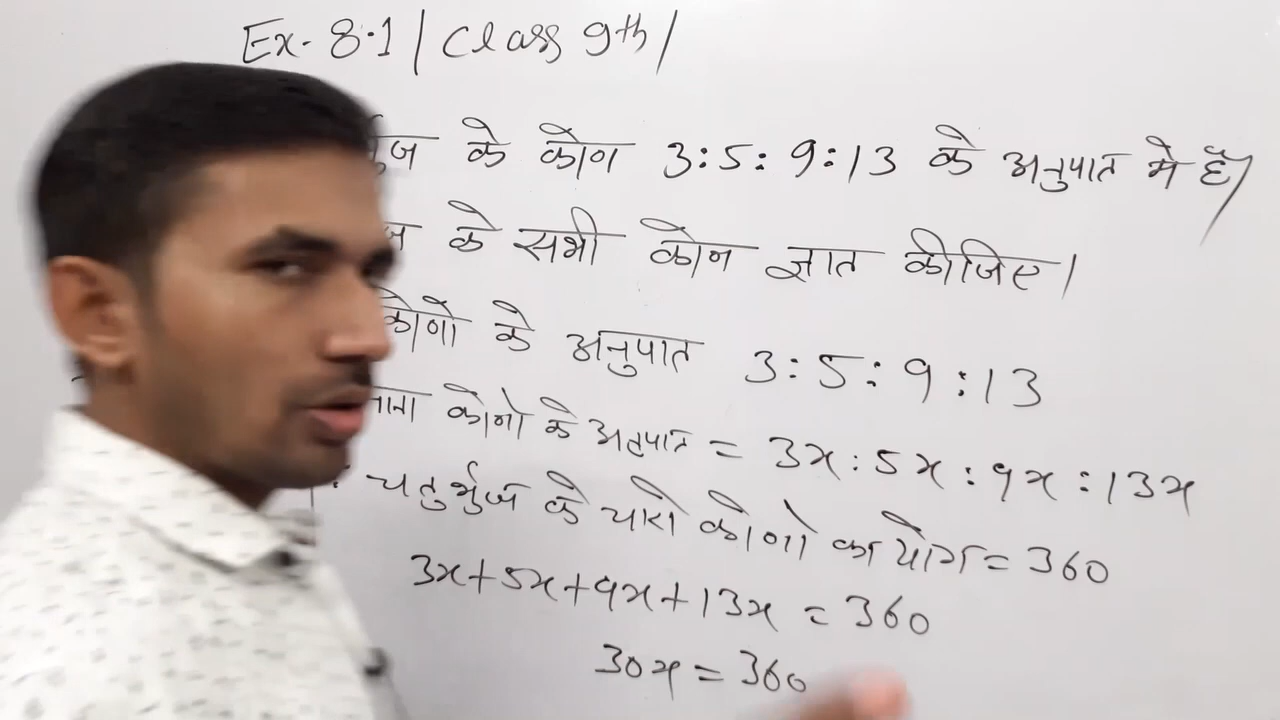 Ex. 8.1 / Class 9th /
के कोण 3:5:9:13 के अनुपात मे है/
के सभी कोन ज्ञात कीजिए।
कोणो के अनुपात 3:5:9:13
माना कोनो के अनुपात = 3x:5x:9x:13x
चतुर्भुज के चारो कोणो का योग = 360
3x+5x+9x+13x = 360
30x = 360